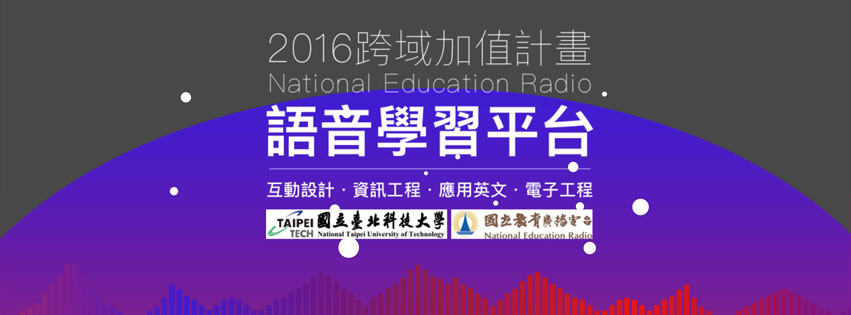 2016跨域加值計畫
National Education Radio
語音學習平台
互動設計．資訊工程．應用英文．電子工程
TAIPEI TECH 國立臺北科技大學
National Taipei University of Technology
國立教育廣播電台
National Education Radio